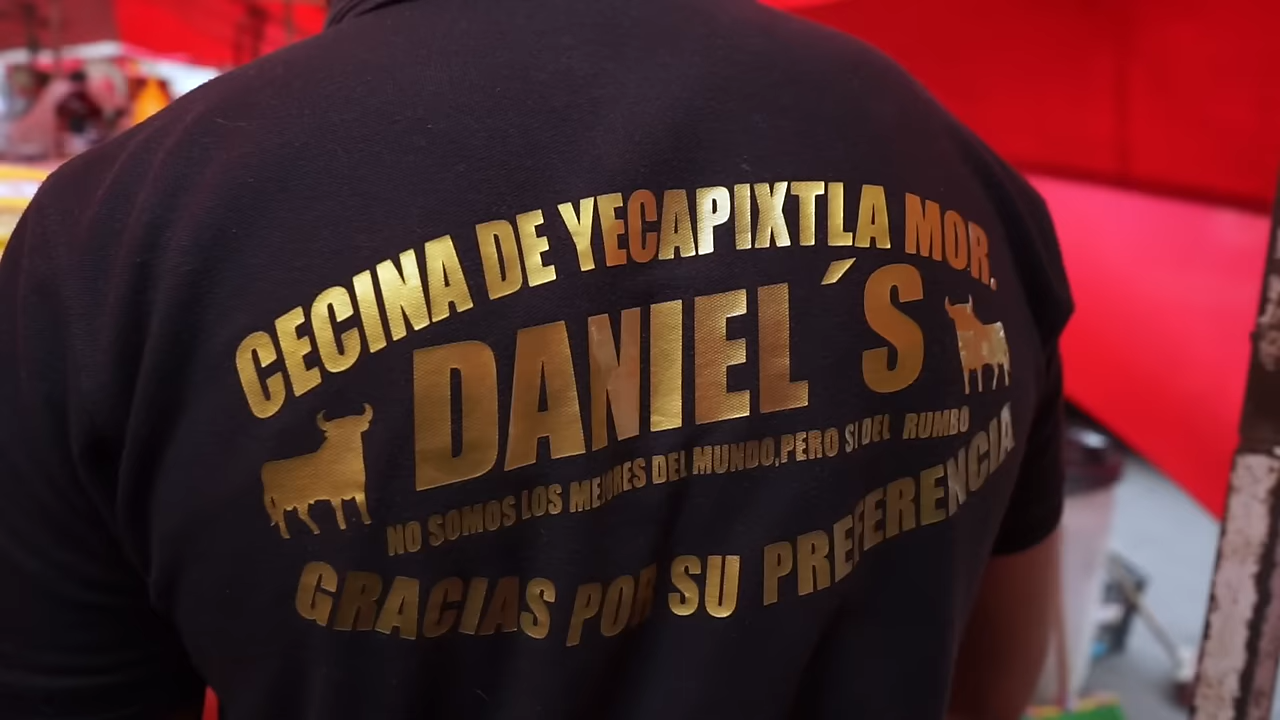 CECINA DE YECAPIXTLA MOR.
DANIEL´S
NO SOMOS LOS MEJORES DEL MUNDO,PERO SI DEL RUMBO
GRACIAS POR SU PREFERENCIA